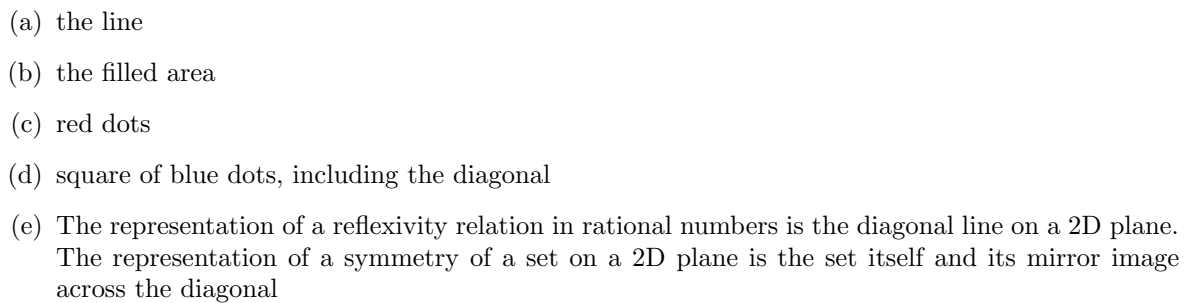 (a) the line
(b) the filled area
(c) red dots
(d) square of blue dots, including the diagonal
(e) The representation of a reflexivity relation in rational numbers is the diagonal line on a 2D plane.
The representation of a symmetry of a set on a 2D plane is the set itself and its mirror image
across the diagonal